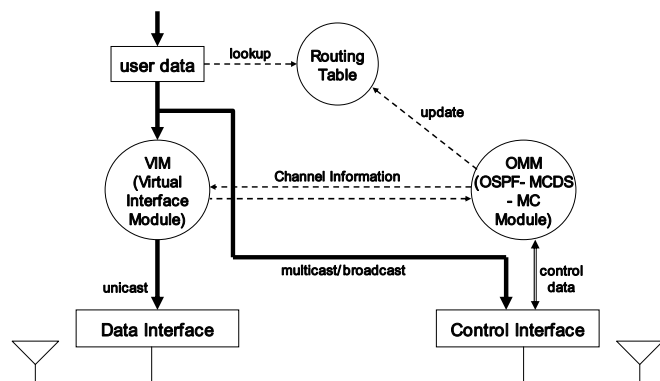 user data
lookup
Routing
Table
update
VIM
(Virtual
Interface
Module)
Channel Information
OMM
(OSPF- MCDS
- MC
Module)
unicast
multicast/broadcast
control
data
Data Interface
Control Interface